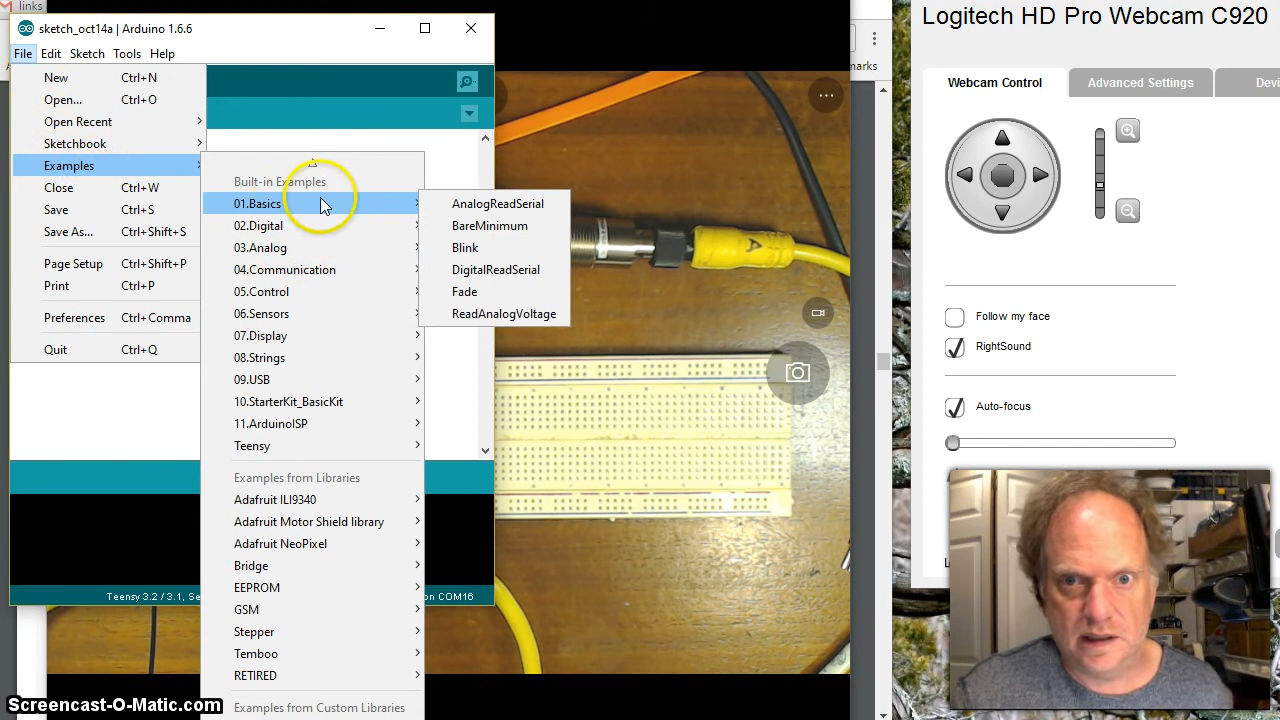 links
sketch_oct14a | Arduino 1.6.6
File Edit Sketch Tools Help
New Ctrl+N
Open... Ctrl+O
Open Recent
Sketchbook
Examples
Close Ctrl+W
Save Ctrl+S
Save As... Ctrl+Shift+S
Page Setup Ctrl+Shift+P
Print Ctrl+P
Preferences Ctrl+Comma
Quit Ctrl+Q
Built-in Examples
01.Basics
02.Digital
03.Analog
04.Communication
05.Control
06.Sensors
07.Display
08.Strings
09.USB
10.StarterKit_BasicKit
11.ArduinoISP
Teensy
Examples from Libraries
Adafruit ILI9340
Adafruit Motor Shield library
Adafruit NeoPixel
Bridge
EEPROM
GSM
Stepper
Temboo
RETIRED
Examples from Custom Libraries
AnalogReadSerial
BareMinimum
Blink
DigitalReadSerial
Fade
ReadAnalogVoltage
Teensy 3.2 / 3.1, Se
on COM16
A
marks
Logitech HD Pro Webcam C920
Webcam Control Advanced Settings Devi
Follow my face
RightSound
Auto-focus
Screencast-O-Matic.com